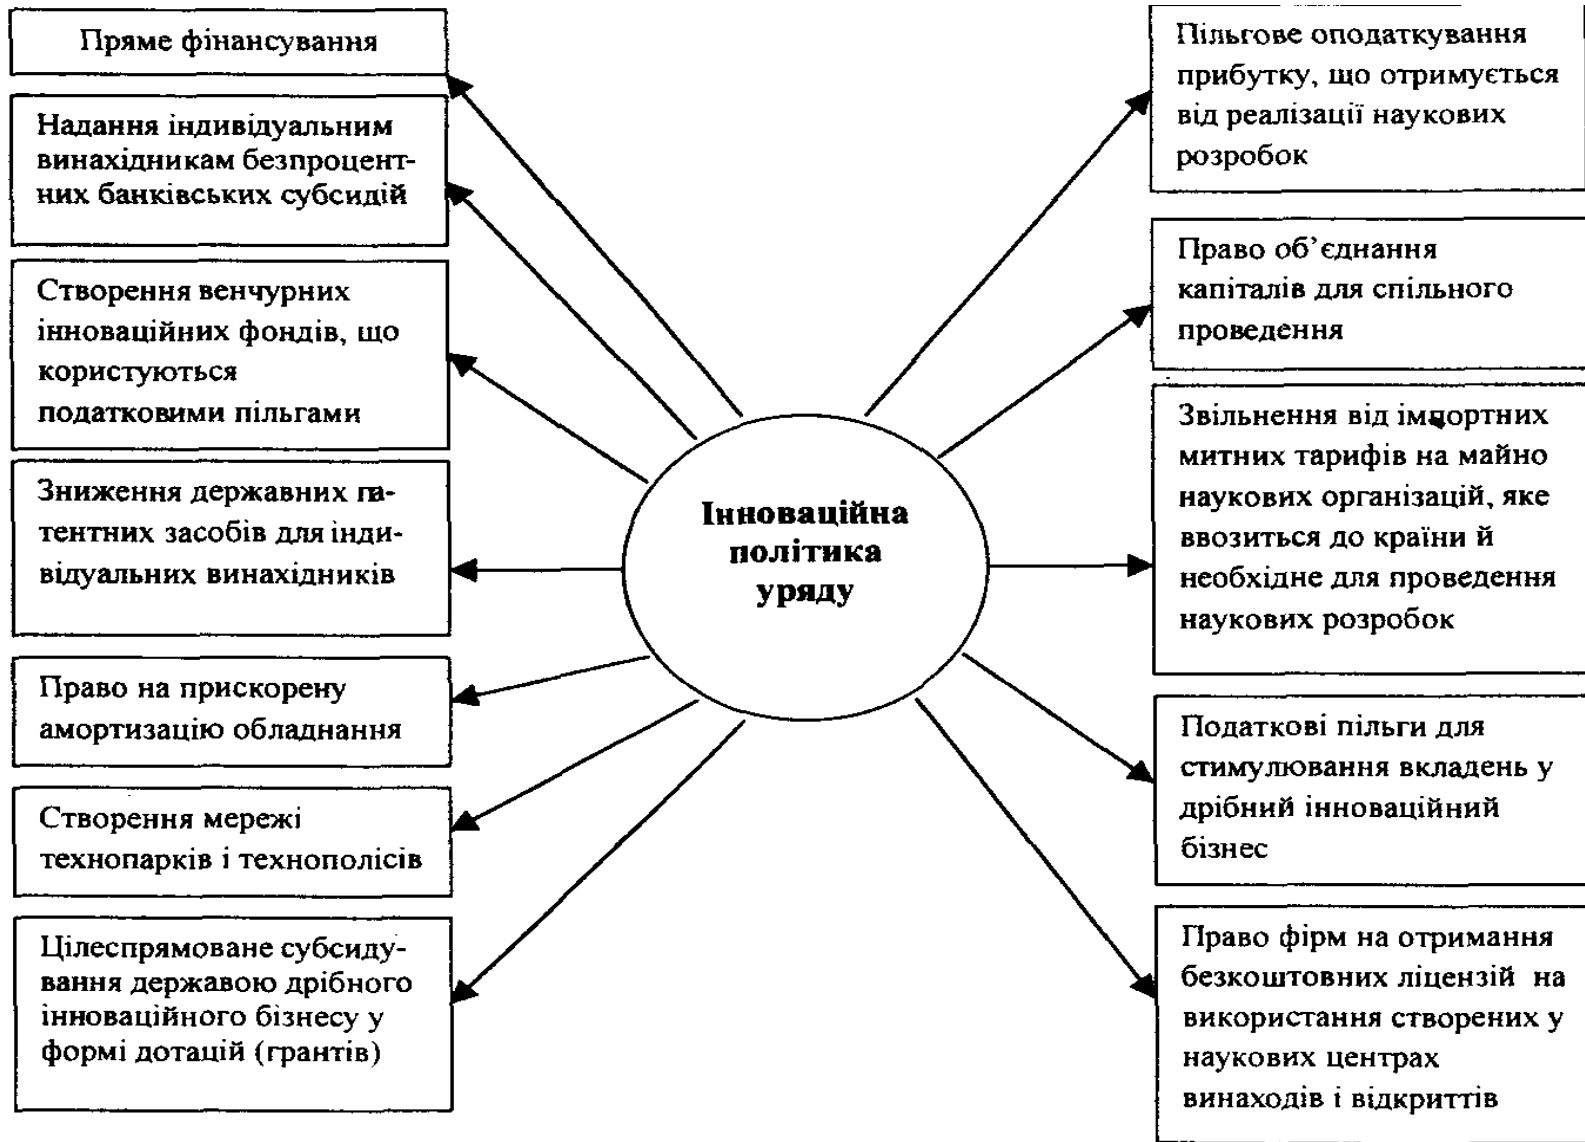 Пряме фінансування
Надання індивідуальним
винахідникам безпроцент-
них банківських субсидій
Створення венчурних
інноваційних фондів, що
користуються
податковими пільгами
Зниження державних па-
тентних засобів для інди-
відуальних винахідників
Право на прискорену
амортизацію обладнання
Створення мережі
технопарків і технополісів
Цілеспрямоване субсиду-
вання державою дрібного
інноваційного бізнесу у
формі дотацій (грантів)
Інноваційна
політика
уряду
Пільгове оподаткування
прибутку, що отримується
від реалізації наукових
розробок
Право об’єднання
капіталів для спільного
проведення
Звільнення від імпортних
митних тарифів на майно
наукових організацій, яке
ввозиться до країни й
необхідне для проведення
наукових розробок
Податкові пільги для
стимулювання вкладень у
дрібний інноваційний
бізнес
Право фірм на отримання
безкоштовних ліцензій на
використання створених у
наукових центрах
винаходів і відкриттів